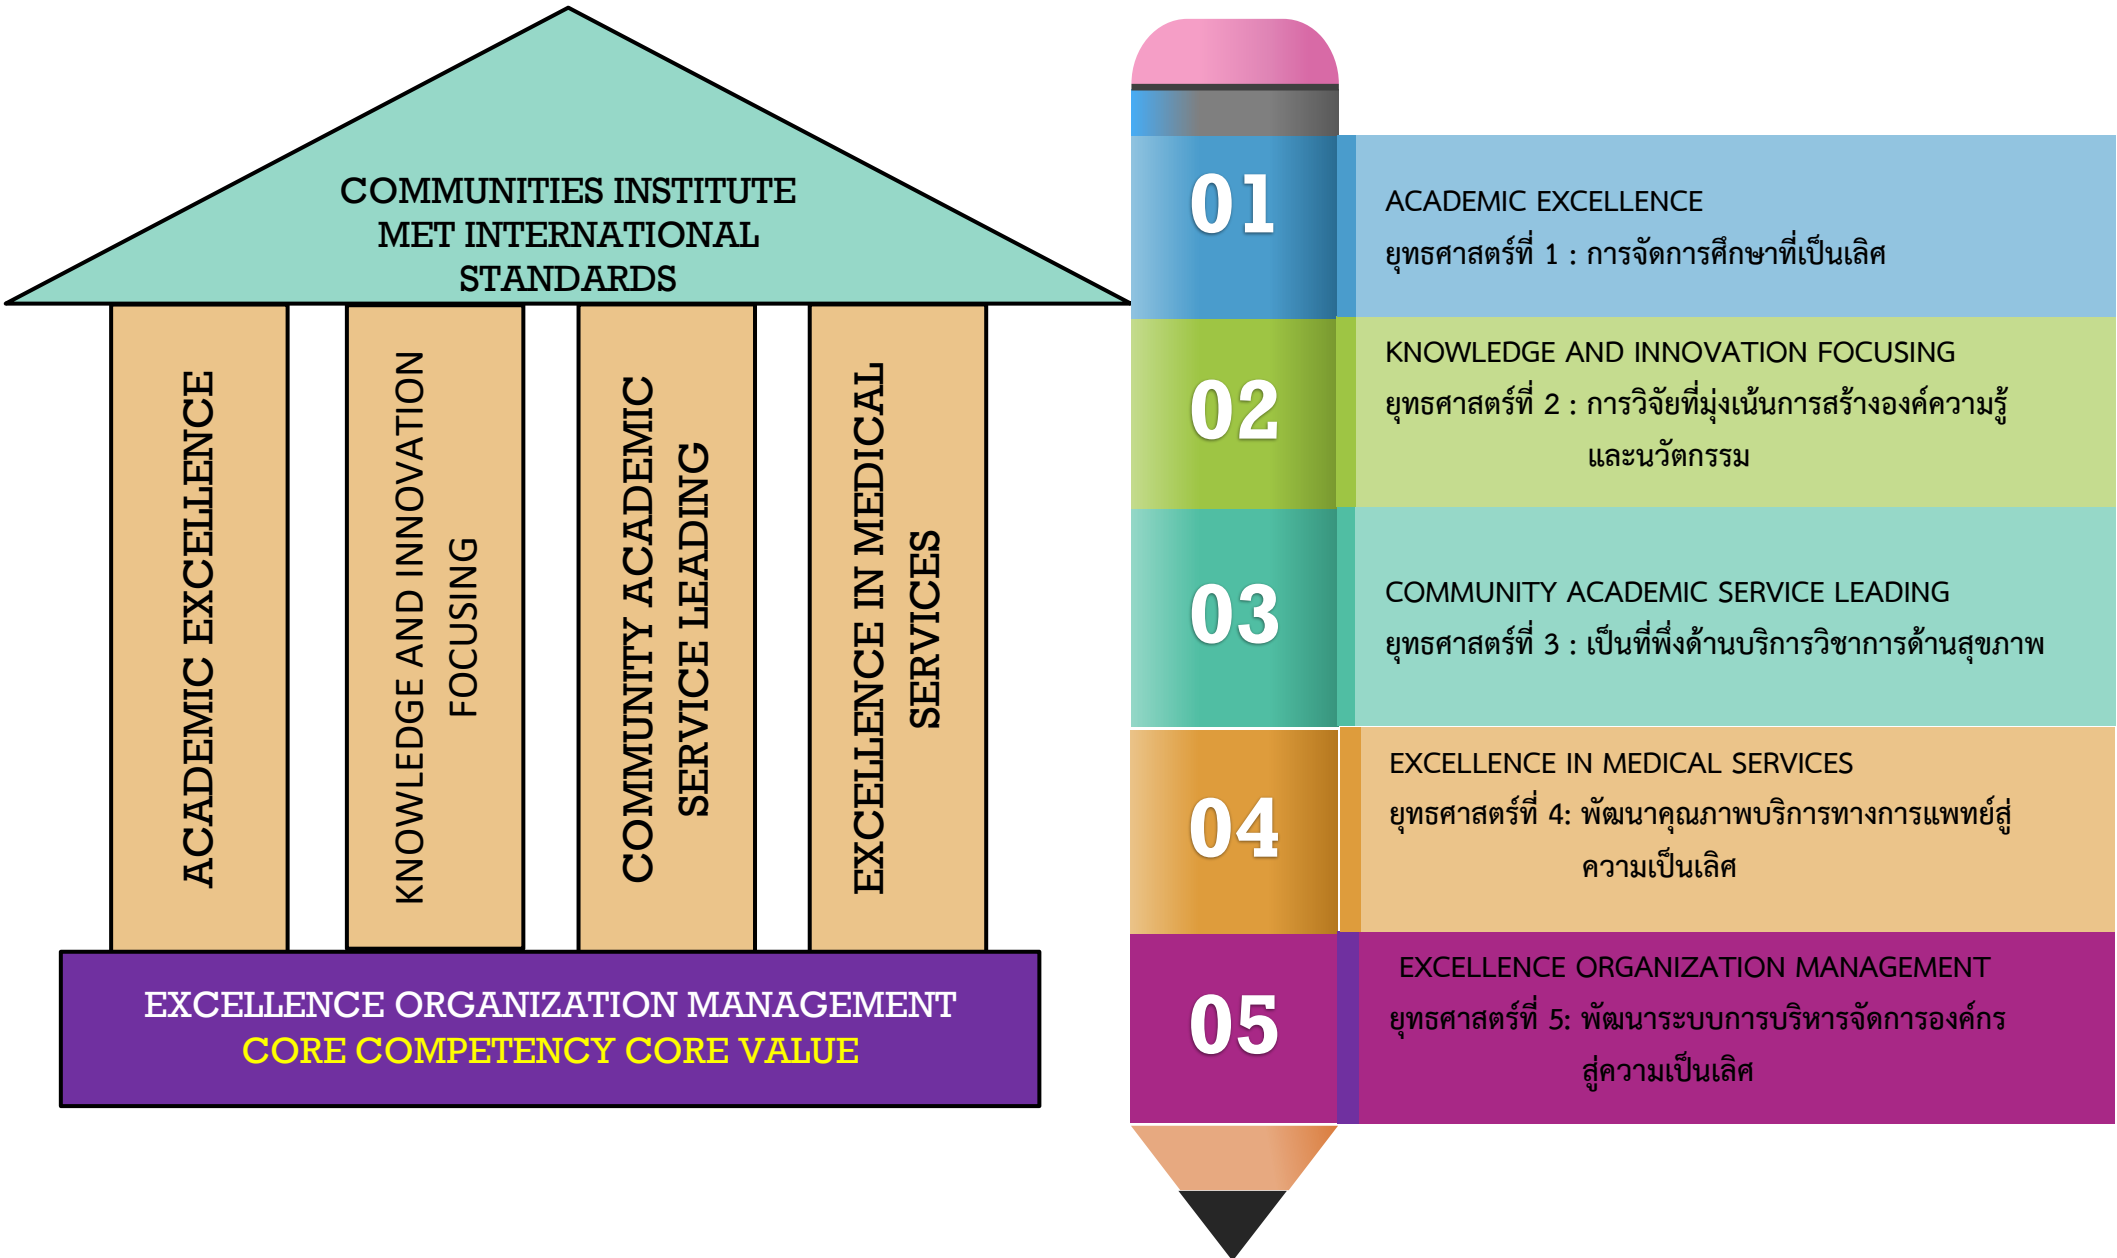 COMMUNITIES INSTITUTE
MET INTERNATIONAL
STANDARDS
ACADEMIC EXCELLENCE
KNOWLEDGE AND INNOVATION
FOCUSING
COMMUNITY ACADEMIC
SERVICE LEADING
EXCELLENCE IN MEDICAL
SERVICES
EXCELLENCE ORGANIZATION MANAGEMENT
CORE COMPETENCY CORE VALUE
01
ACADEMIC EXCELLENCE
ยุทธศาสตร์ที่ 1 : การจัดการศึกษาที่เป็นเลิศ
02
KNOWLEDGE AND INNOVATION FOCUSING
ยุทธศาสตร์ที่ 2 : การวิจัยที่มุ่งเน้นการสร้างองค์ความรู้
และนวัตกรรม
03
COMMUNITY ACADEMIC SERVICE LEADING
ยุทธศาสตร์ที่ 3 : เป็นที่พึ่งด้านบริการวิชาการด้านสุขภาพ
04
EXCELLENCE IN MEDICAL SERVICES
ยุทธศาสตร์ที่ 4: พัฒนาคุณภาพบริการทางการแพทย์สู่
ความเป็นเลิศ
05
EXCELLENCE ORGANIZATION MANAGEMENT
ยุทธศาสตร์ที่ 5: พัฒนาระบบการบริหารจัดการองค์กร
สู่ความเป็นเลิศ